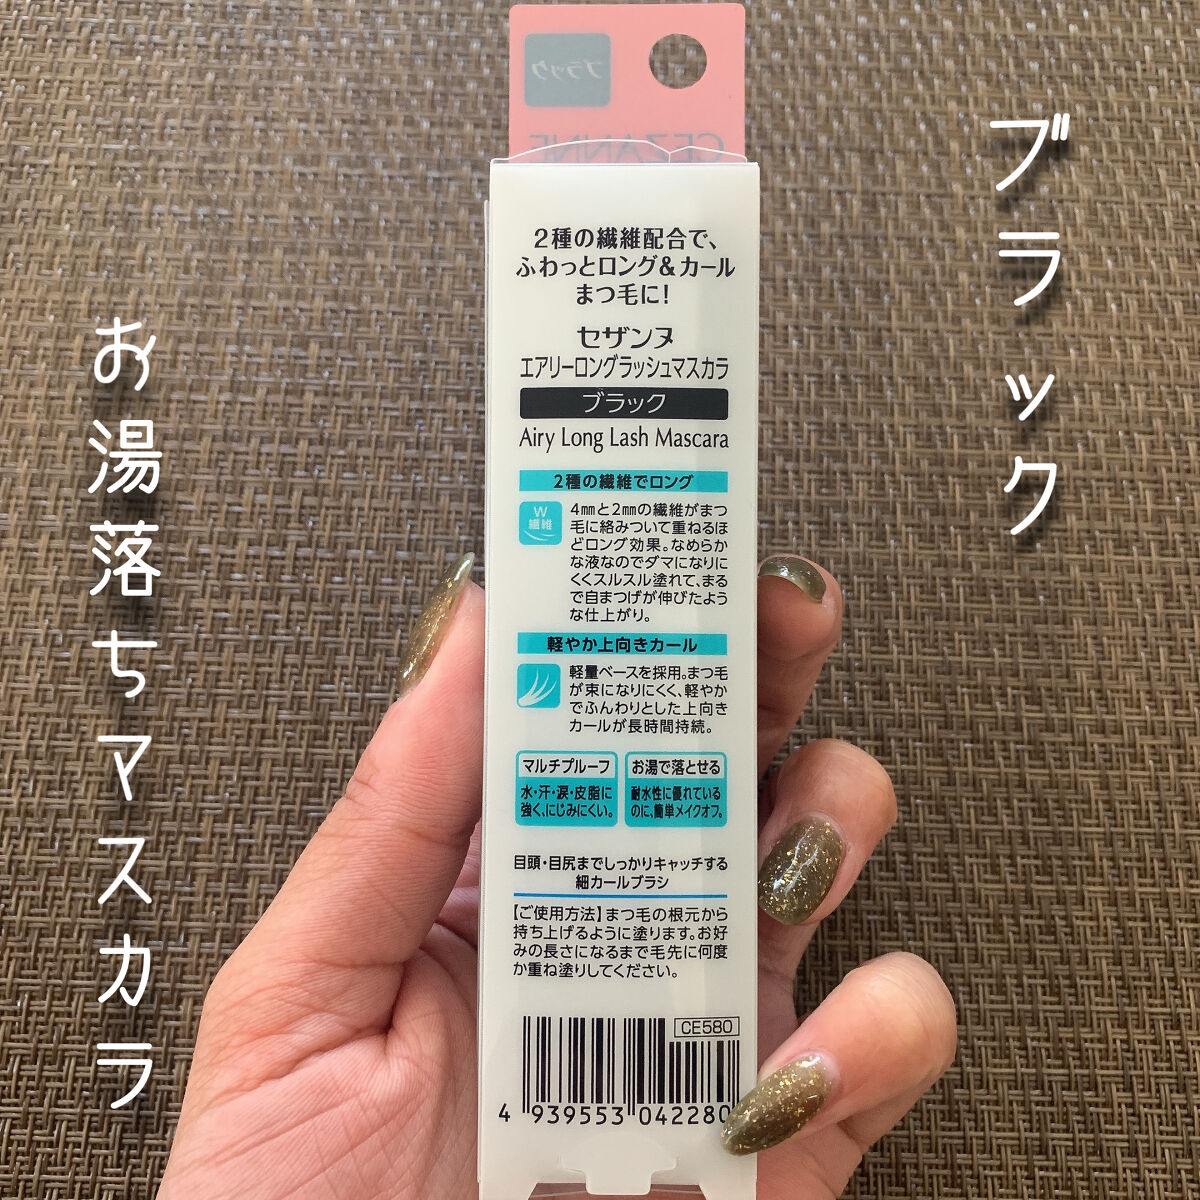 ブラック
CEZANNE
ブラック
お湯落ちマスカラ
2種の繊維配合で、
ふわっとロング&カール
まつ毛に!
セザンヌ
エアリーロングラッシュマスカラ
ブラック
Airy Long Lash Mascara
2種の繊維でロング
W
繊維
4㎜と2㎜の繊維がまつ
毛に絡みついて重ねるほ
どロング効果。なめらか
な液なのでダマになりに
くくスルスル塗れて、まる
で自まつげが伸びたよう
な仕上がり。
軽やか上向きカール
軽量ベースを採用。まつ毛
が束になりにくく、軽やか
でふんわりとした上向き
カールが長時間持続。
マルチプルーフ
水・汗・涙・皮脂に
強く、にじみにくい。
お湯で落とせる
耐水性に優れている
のに、簡単メイクオフ。
目頭・目尻までしっかりキャッチする
細カールブラシ
【ご使用方法】まつ毛の根元から
持ち上げるように塗ります。お好
みの長さになるまで毛先に何度
か重ね塗りしてください。
CE580
4 939553 042280